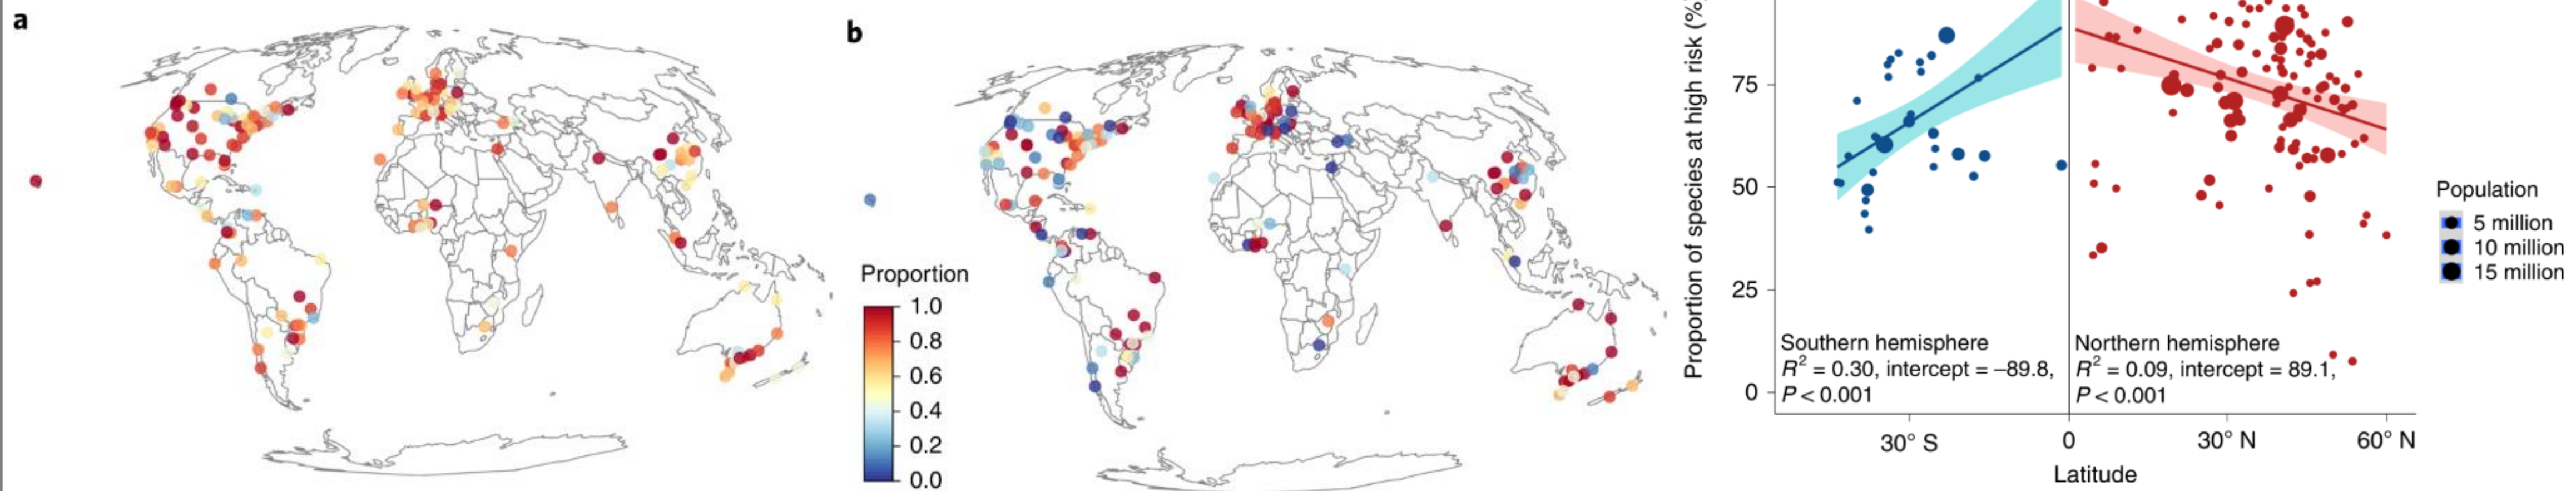 a
b
Proportion
1.0
0.8
0.6
0.4
0.2
0.0
Proportion of species at high risk (%)
75
50
25
0
Southern hemisphere
R² = 0.30, intercept = –89.8,
P < 0.001
Northern hemisphere
R² = 0.09, intercept = 89.1,
P < 0.001
30° S
0
30° N
60° N
Latitude
Population
5 million
10 million
15 million